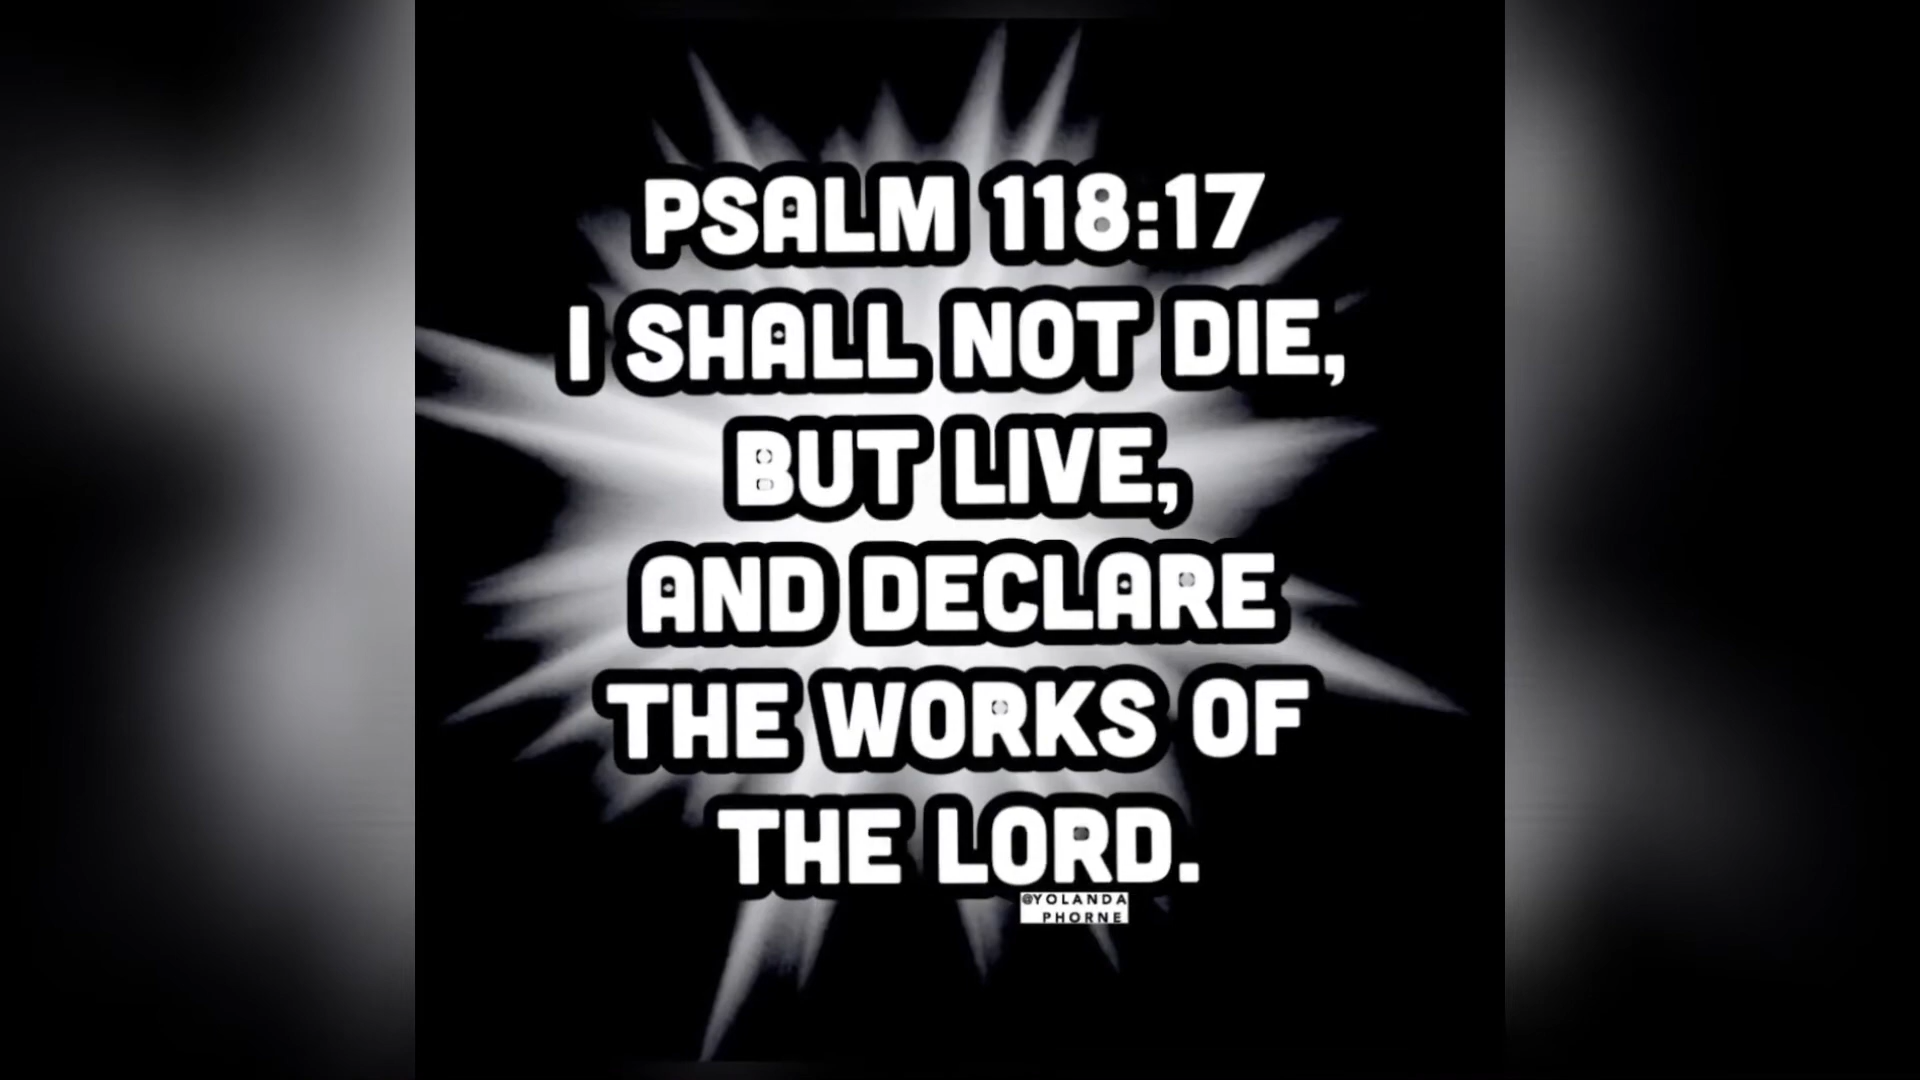 PSALM 118:17
I SHALL NOT DIE,
BUT LIVE,
AND DECLARE
THE WORKS OF
THE LORD.
@YOLANDA
PHORNE